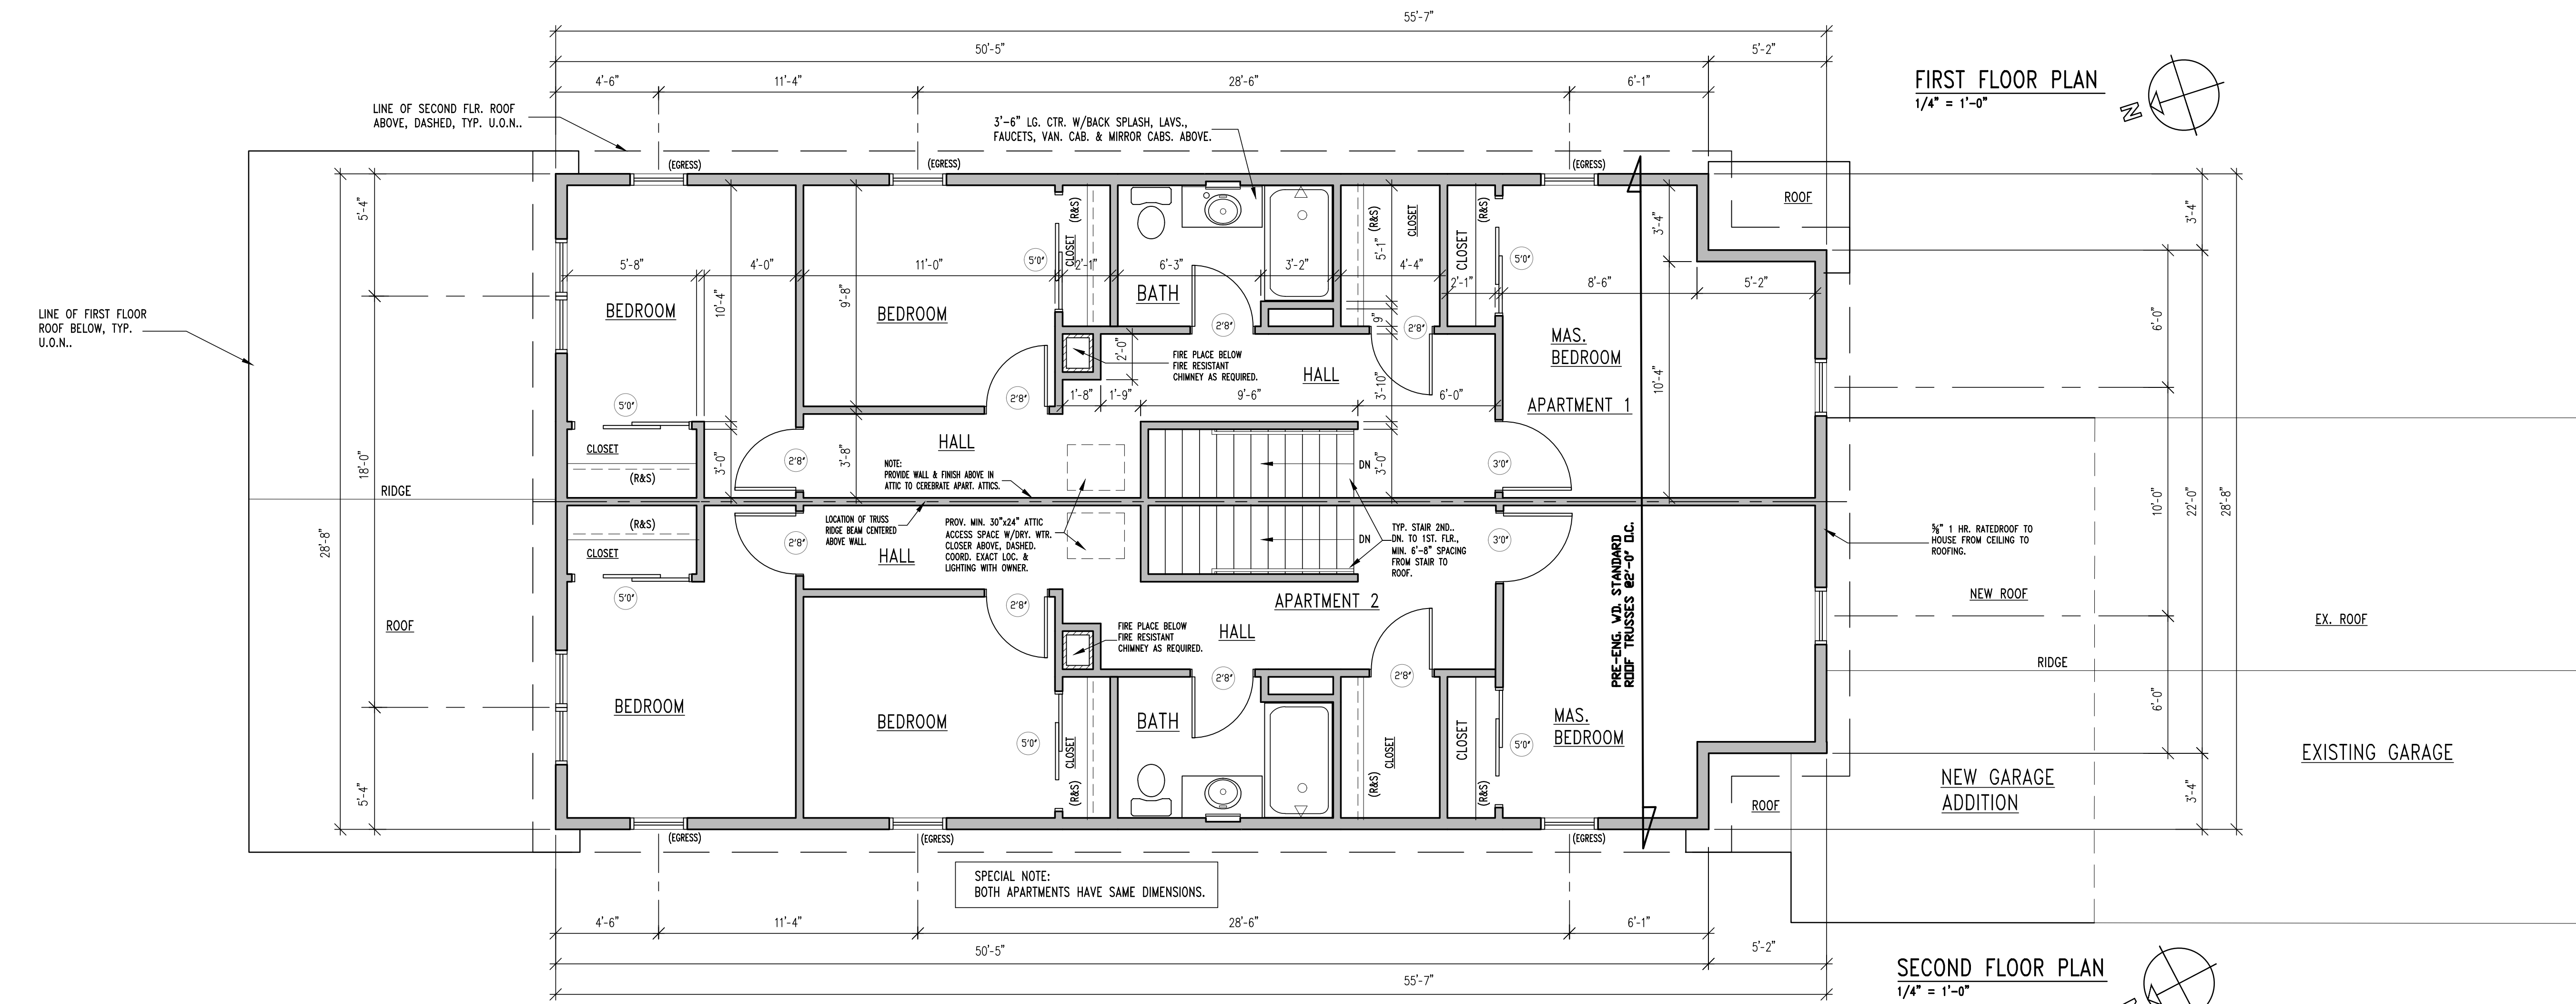 55'-7"
50'-5"
5'-2"
4'-6"
11'-4"
28'-6"
6'-1"
FIRST FLOOR PLAN
1/4" = 1'-0"
N
LINE OF SECOND FLR. ROOF
ABOVE, DASHED, TYP. U.O.N..
3'-6" LG. CTR. W/BACK SPLASH, LAVS.,
FAUCETS, VAN. CAB. & MIRROR CABS. ABOVE.
(EGRESS)
(EGRESS)
(EGRESS)
ROOF
5'-4"
18'-0"
5'-4"
28'-8"
LINE OF FIRST FLOOR
ROOF BELOW, TYP.
U.O.N..
RIDGE
ROOF
5'-8"
4'-0"
11'-0"
2'-1"
6'-3"
3'-2"
4'-4"
2'-1"
8'-6"
5'-2"
BEDROOM
10'-4"
9'-8"
BEDROOM
5'0"
CLOSET
(R&S)
BATH
2'8"
(R&S)
5'-1"
CLOSET
9"
2'8"
CLOSET
(R&S)
5'0"
3'-4"
MAS.
BEDROOM
10'-4"
APARTMENT 1
FIRE PLACE BELOW
FIRE RESISTANT
CHIMNEY AS REQUIRED.
2'-0"
HALL
3'-10"
1'-8"
1'-9"
9'-6"
6'-0"
5'0"
CLOSET
(R&S)
3'-0"
2'8"
3'-8"
2'8"
HALL
NOTE:
PROVIDE WALL & FINISH ABOVE IN
ATTIC TO CEREBRATE APART. ATTICS.
DN
3'-0"
3'0"
LOCATION OF TRUSS
RIDGE BEAM CENTERED
ABOVE WALL.
PROV. MIN. 30"x24" ATTIC
ACCESS SPACE W/DRY. WTR.
CLOSER ABOVE, DASHED.
COORD. EXACT LOC. &
LIGHTING WITH OWNER.
HALL
DN
TYP. STAIR 2ND..
DN. TO 1ST. FLR.,
MIN. 6'-8" SPACING
FROM STAIR TO
ROOF.
3'0"
PRE-ENG. WD. STANDARD
ROOF TRUSSES @2'-0" O.C.
(R&S)
CLOSET
5'0"
2'8"
2'8"
APARTMENT 2
HALL
FIRE PLACE BELOW
FIRE RESISTANT
CHIMNEY AS REQUIRED.
BEDROOM
BEDROOM
5'0"
CLOSET
(R&S)
BATH
2'8"
2'8"
CLOSET
(R&S)
CLOSET
(R&S)
5'0"
MAS.
BEDROOM
ROOF
(EGRESS)
(EGRESS)
(EGRESS)
3'-4"
6'-0"
10'-0"
6'-0"
3'-4"
22'-0"
28'-8"
⅝" 1 HR. RATEDROOF TO
HOUSE FROM CEILING TO
ROOFING.
NEW ROOF
EX. ROOF
RIDGE
EXISTING GARAGE
NEW GARAGE
ADDITION
SPECIAL NOTE:
BOTH APARTMENTS HAVE SAME DIMENSIONS.
4'-6"
11'-4"
28'-6"
6'-1"
50'-5"
5'-2"
55'-7"
SECOND FLOOR PLAN
1/4" = 1'-0"